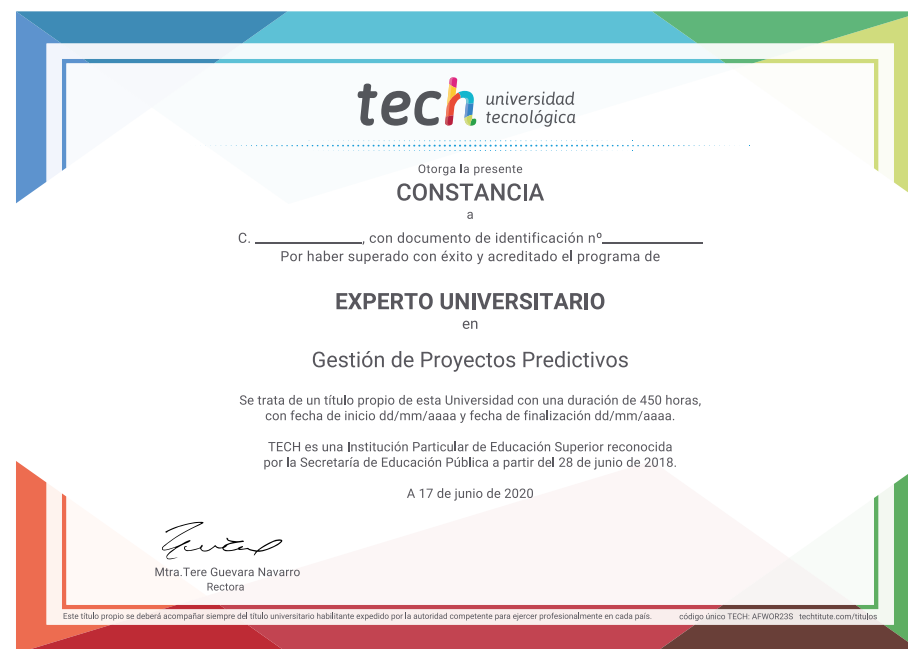 tech universidad
tecnológica
Otorga la presente
CONSTANCIA
a
C. ______________, con documento de identificación nº______________
Por haber superado con éxito y acreditado el programa de
EXPERTO UNIVERSITARIO
en
Gestión de Proyectos Predictivos
Se trata de un título propio de esta Universidad con una duración de 450 horas,
con fecha de inicio dd/mm/aaaa y fecha de finalización dd/mm/aaaa.
TECH es una Institución Particular de Educación Superior reconocida
por la Secretaría de Educación Pública a partir del 28 de junio de 2018.
A 17 de junio de 2020
Mtra.Tere Guevara Navarro
Rectora
Este título propio se deberá acompañar siempre del título universitario habilitante expedido por la autoridad competente para ejercer profesionalmente en cada país. código único TECH: AFWOR23S techtitute.com/titulos